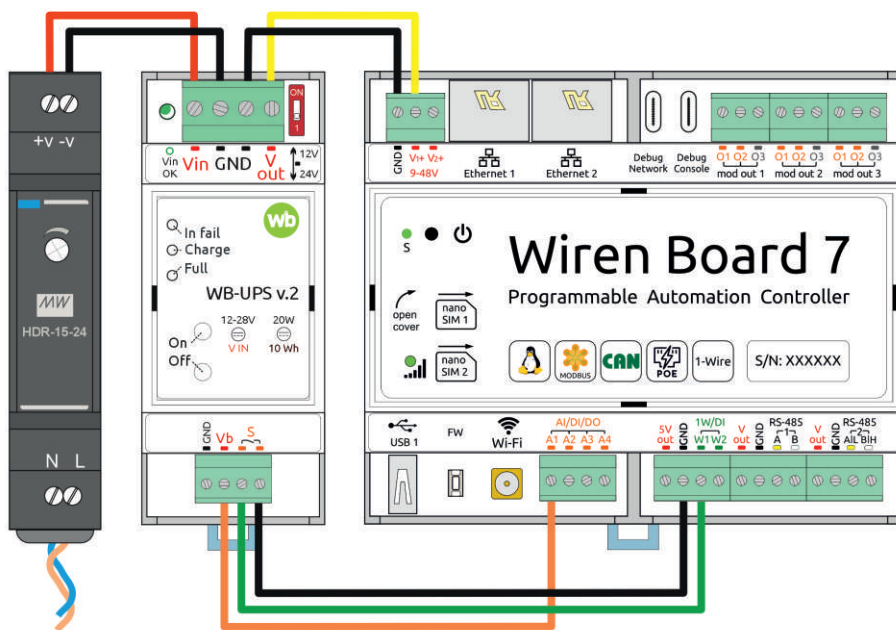 +V -V
MW
HDR-15-24
N L
ON
1
Vin
OK
Vin GND V
out
12V
24V
In fail
Charge
Full
wb
WB-UPS v.2
12-28V 20W
V IN 10 Wh
On
Off
GND Vb S
GND V1+ V2+
9-48V
Ethernet 1 Ethernet 2
Debug
Network
Debug
Console
O1 O2 O3 O1 O2 O3 O1 O2 O3
mod out 1 mod out 2 mod out 3
S
Wiren Board 7
Programmable Automation Controller
open
cover
nano
SIM 1
nano
SIM 2
MODBUS
CAN
POE
1-Wire
S/N: XXXXXX
USB 1
FW
Wi-Fi
AI/DI/DO
A1 A2 A3 A4
5V
out
GND
1W/DI
W1 W2
V
out
GND
RS-485
1
A B
V
out
GND
RS-485
2
A|L B|H